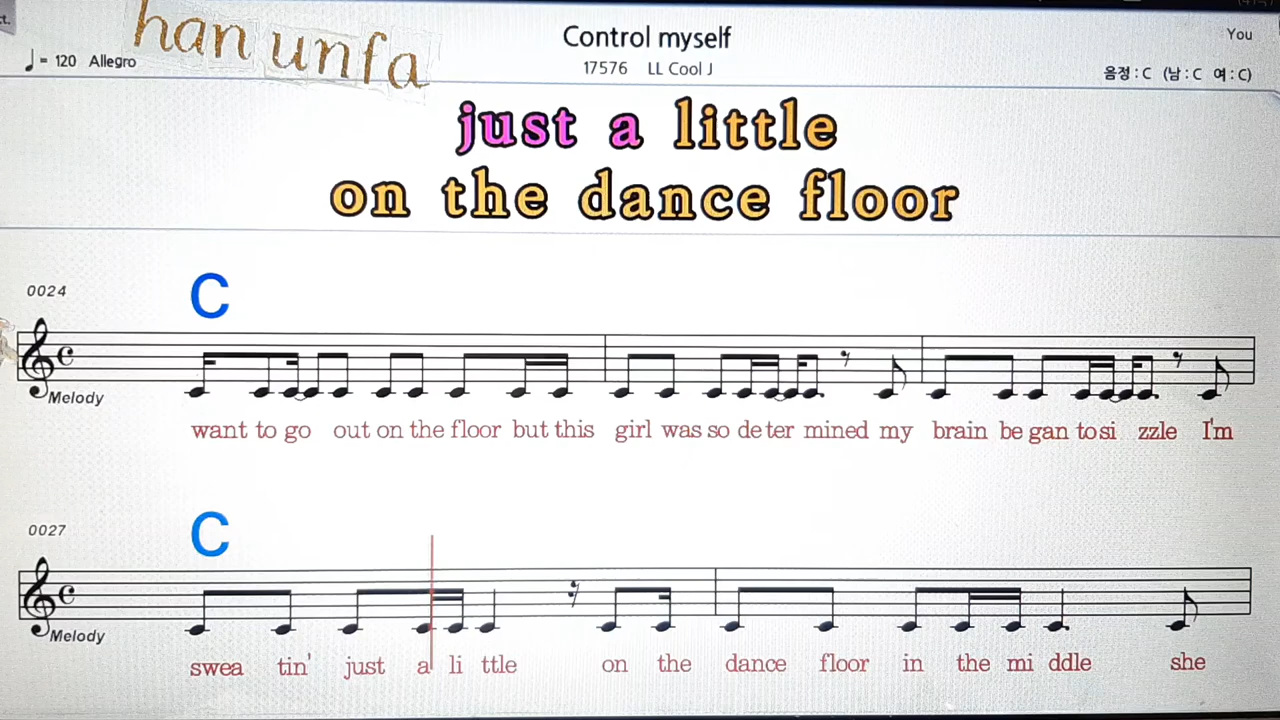 ct.
han unfa
Control myself
You
♩= 120 Allegro
17576 LL Cool J
음정 : C (남 : C 여 : C)
just a little
on the dance floor
0024
C
Melody
want to go out on the floor but this girl was so de ter mined my brain be gan to si zzle I'm
0027
C
Melody
swea tin' just a li ttle on the dance floor in the mi ddle she